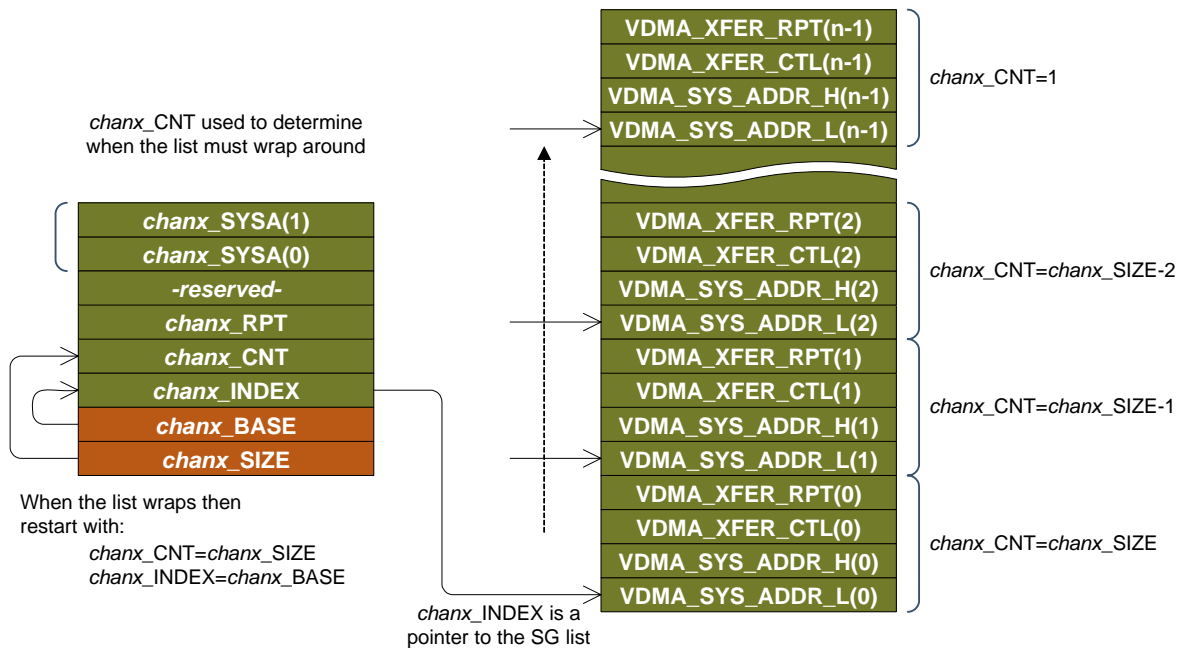 chanx_CNT used to determine
when the list must wrap around
chanx_SYSA(1)
chanx_SYSA(0)
-reserved-
chanx_RPT
chanx_CNT
chanx_INDEX
chanx_BASE
chanx_SIZE
When the list wraps then
restart with:
chanx_CNT=chanx_SIZE
chanx_INDEX=chanx_BASE
chanx_INDEX is a
pointer to the SG list
VDMA_XFER_RPT(n-1)
VDMA_XFER_CTL(n-1)
VDMA_SYS_ADDR_H(n-1)
VDMA_SYS_ADDR_L(n-1)
chanx_CNT=1
VDMA_XFER_RPT(2)
VDMA_XFER_CTL(2)
VDMA_SYS_ADDR_H(2)
VDMA_SYS_ADDR_L(2)
chanx_CNT=chanx_SIZE-2
VDMA_XFER_RPT(1)
VDMA_XFER_CTL(1)
VDMA_SYS_ADDR_H(1)
VDMA_SYS_ADDR_L(1)
chanx_CNT=chanx_SIZE-1
VDMA_XFER_RPT(0)
VDMA_XFER_CTL(0)
VDMA_SYS_ADDR_H(0)
VDMA_SYS_ADDR_L(0)
chanx_CNT=chanx_SIZE